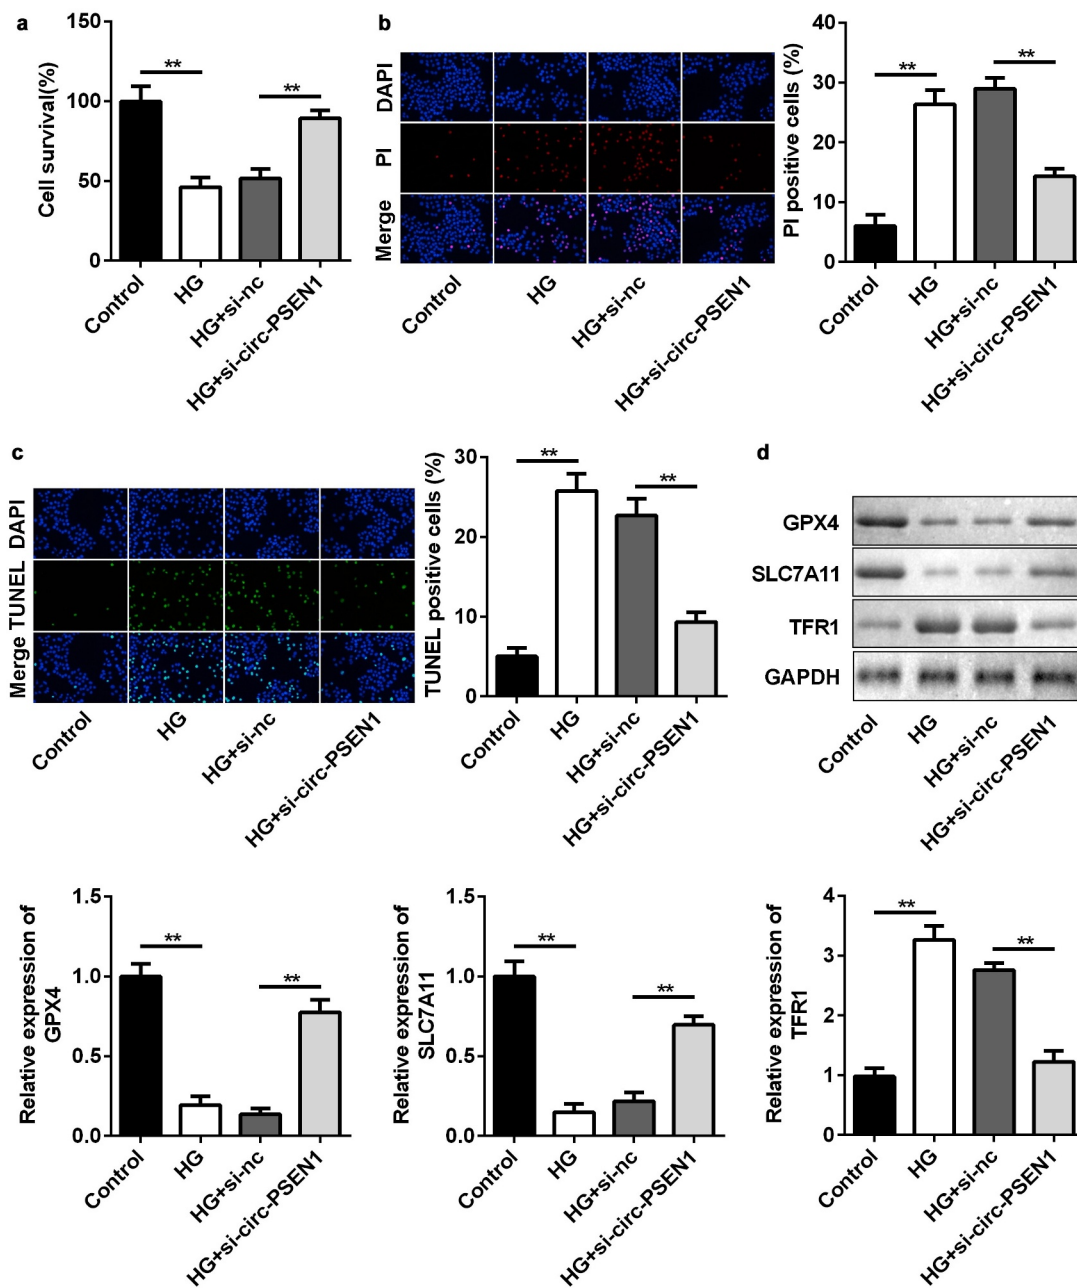 a
Cell survival(%)
150
100
50
0
**
**
Control
HG
HG+si-nc
HG+si-circ-PSEN1
b
DAPI
PI
Merge
Control
HG
HG+si-nc
HG+si-circ-PSEN1
PI positive cells (%)
40
30
20
10
0
**
**
Control
HG
HG+si-nc
HG+si-circ-PSEN1
c
DAPI
TUNEL
Merge
Control
HG
HG+si-nc
HG+si-circ-PSEN1
TUNEL positive cells (%)
30
20
10
0
**
**
Control
HG
HG+si-nc
HG+si-circ-PSEN1
d
GPX4
SLC7A11
TFR1
GAPDH
Control
HG
HG+si-nc
HG+si-circ-PSEN1
Relative expression of
GPX4
1.5
1.0
0.5
0.0
**
**
Control
HG
HG+si-nc
HG+si-circ-PSEN1
Relative expression of
SLC7A11
1.5
1.0
0.5
0.0
**
**
Control
HG
HG+si-nc
HG+si-circ-PSEN1
Relative expression of
TFR1
4
3
2
1
0
**
**
Control
HG
HG+si-nc
HG+si-circ-PSEN1